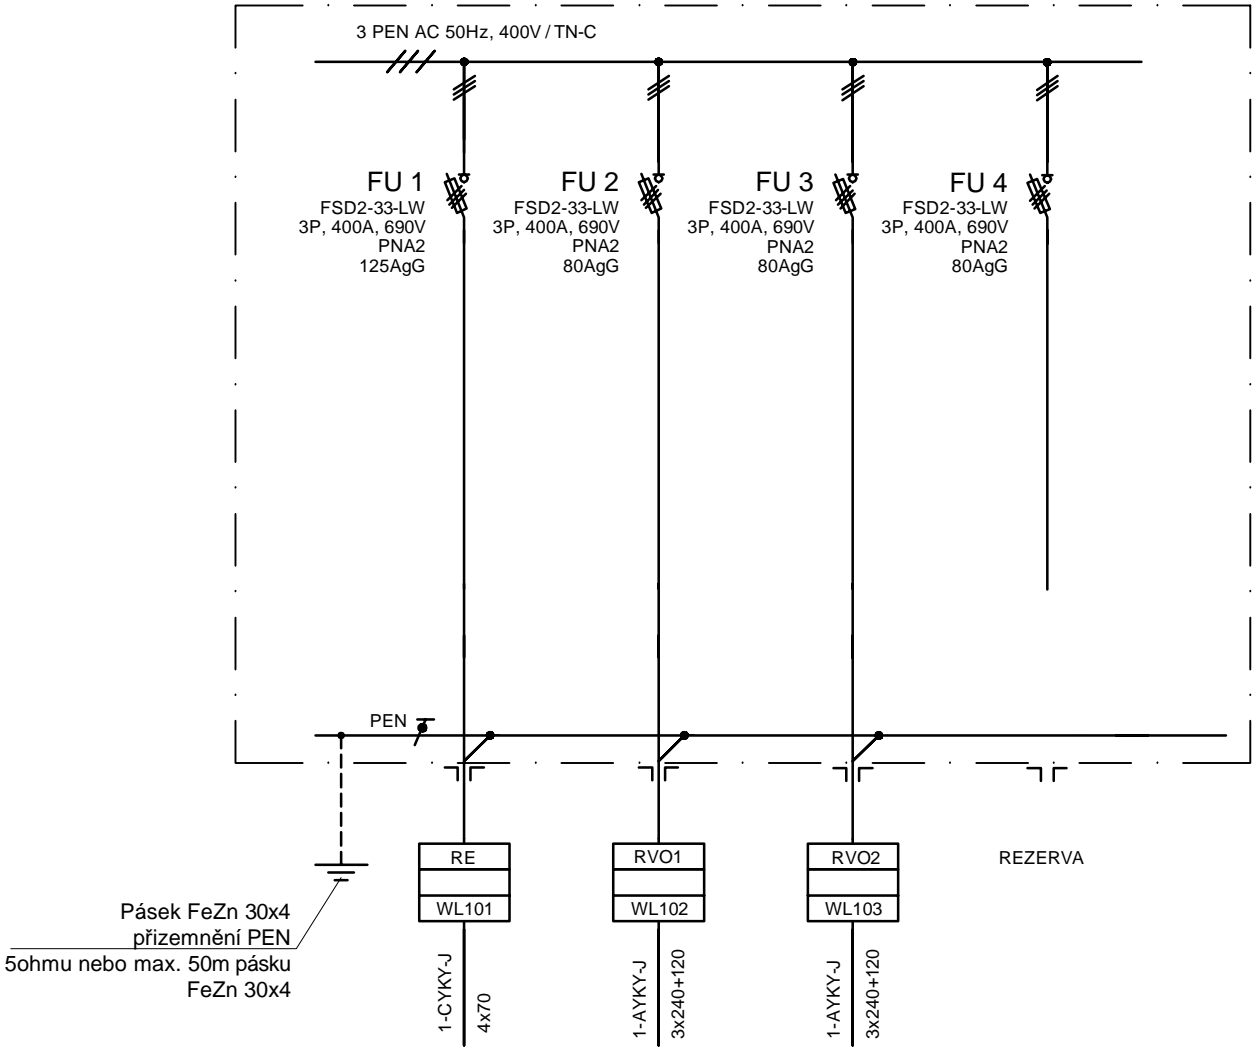 3 PEN AC 50Hz, 400V / TN-C
FU 1
FSD2-33-LW
3P, 400A, 690V
PNA2
125AgG
FU 2
FSD2-33-LW
3P, 400A, 690V
PNA2
80AgG
FU 3
FSD2-33-LW
3P, 400A, 690V
PNA2
80AgG
FU 4
FSD2-33-LW
3P, 400A, 690V
PNA2
80AgG
PEN
RE
WL101
RVO1
WL102
RVO2
WL103
REZERVA
Pásek FeZn 30x4
přizemnění PEN
5ohmu nebo max. 50m pásku
FeZn 30x4
1-CYKY-J
4x70
1-AYKY-J
3x240+120
1-AYKY-J
3x240+120